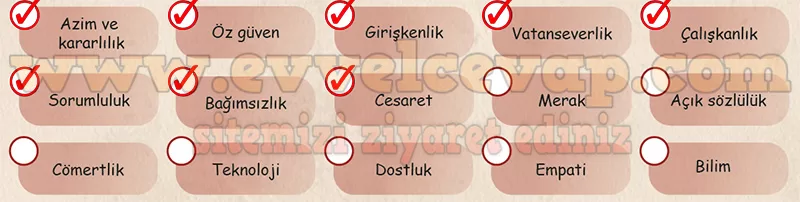 Azim ve
kararlılık
Öz güven
Girişkenlik
Vatanseverlik
Çalışkanlık
www.evvelcevap.com
Sorumluluk
Bağımsızlık
Cesaret
Merak
Açık sözlülük
sitemizi ziyaret ediniz
Cömertlik
Teknoloji
Dostluk
Empati
Bilim